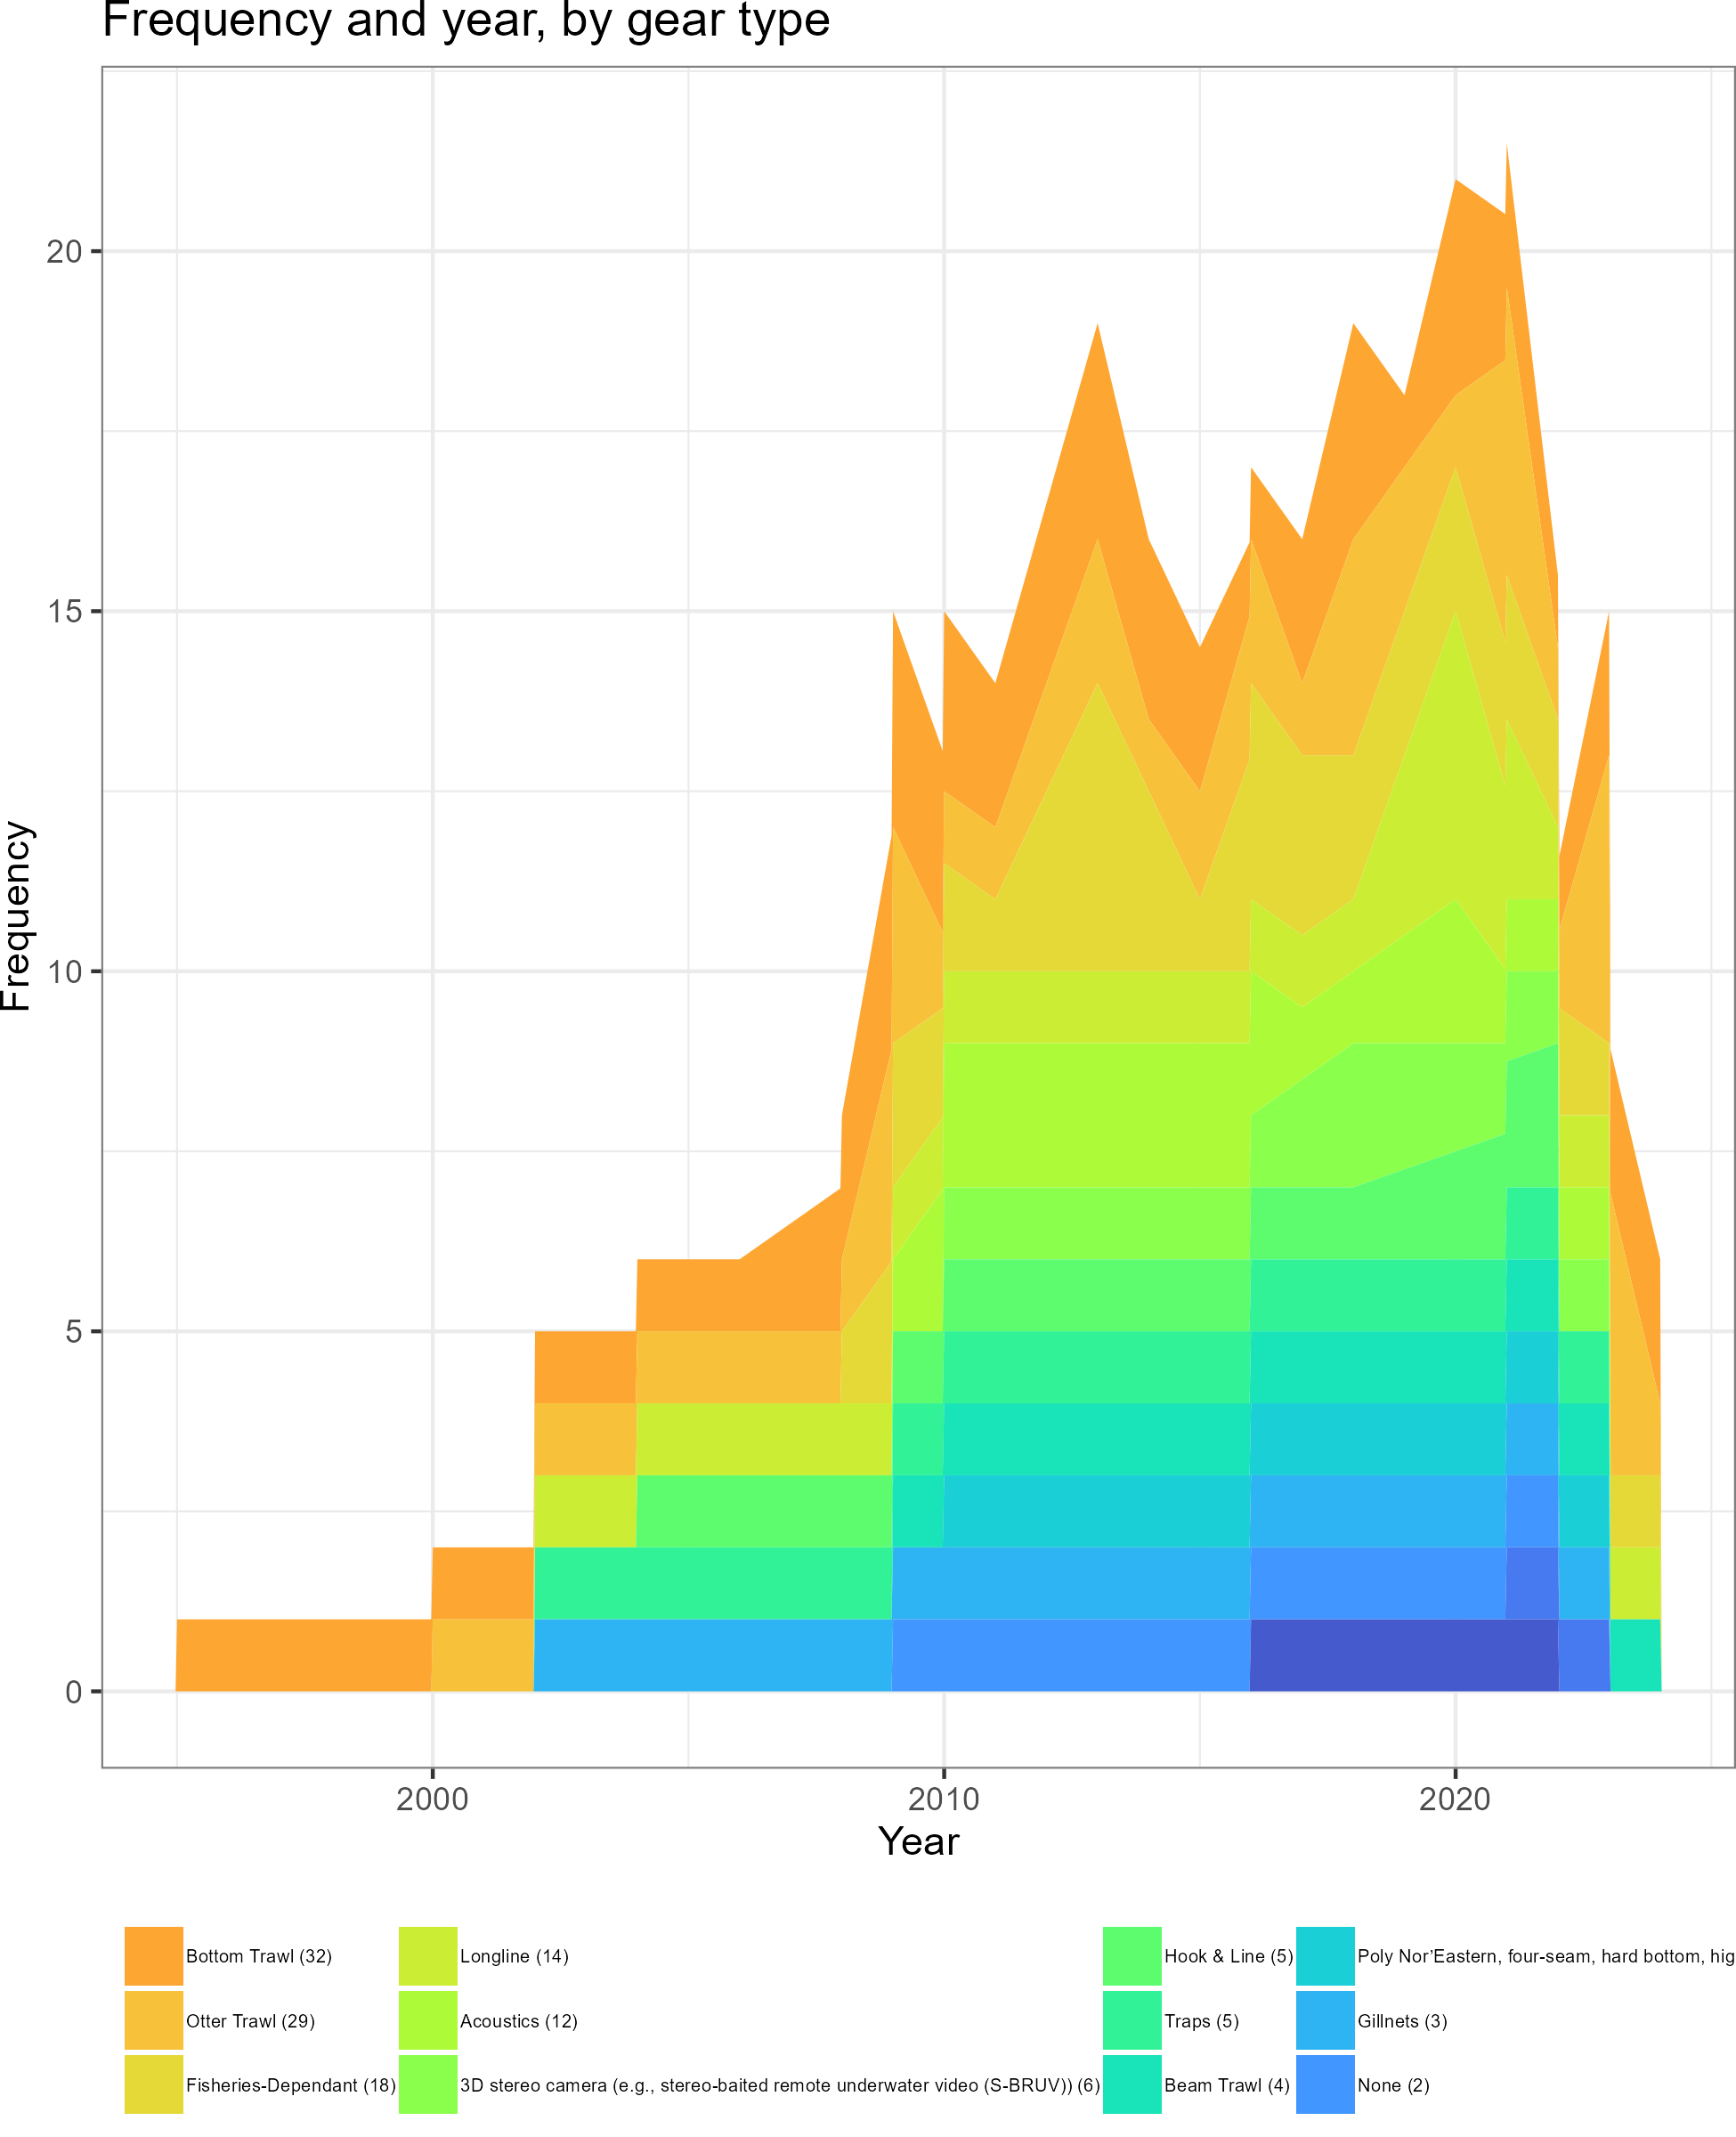 Frequency and year, by gear type
20
15
10
5
0
Frequency
2000 2010 2020
Year
Bottom Trawl (32) Longline (14) Hook & Line (5) Poly Nor'Eastern, four-seam, hard bottom, hig
Otter Trawl (29) Acoustics (12) Traps (5) Gillnets (3)
Fisheries-Dependant (18) 3D stereo camera (e.g., stereo-baited remote underwater video (S-BRUV)) (6) Beam Trawl (4) None (2)